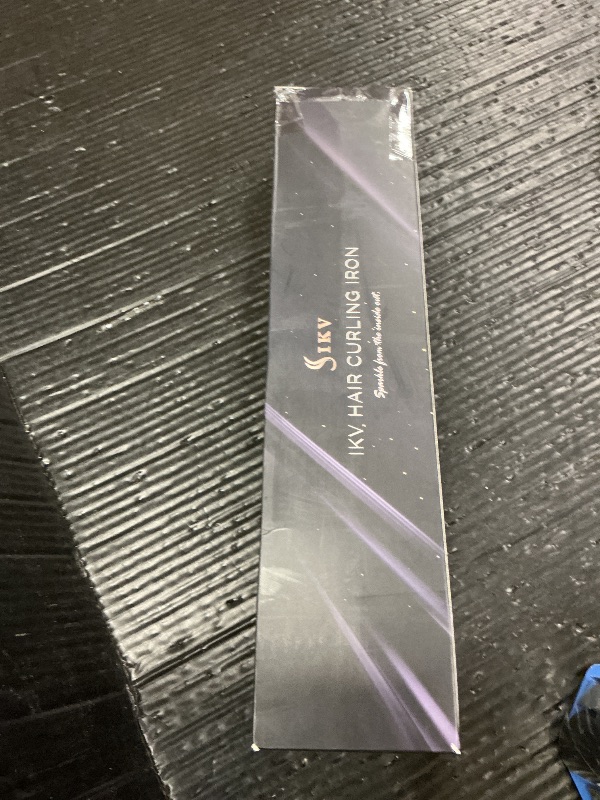 IKV
IKV, HAIR CURLING IRON
Sparkle from the inside out.